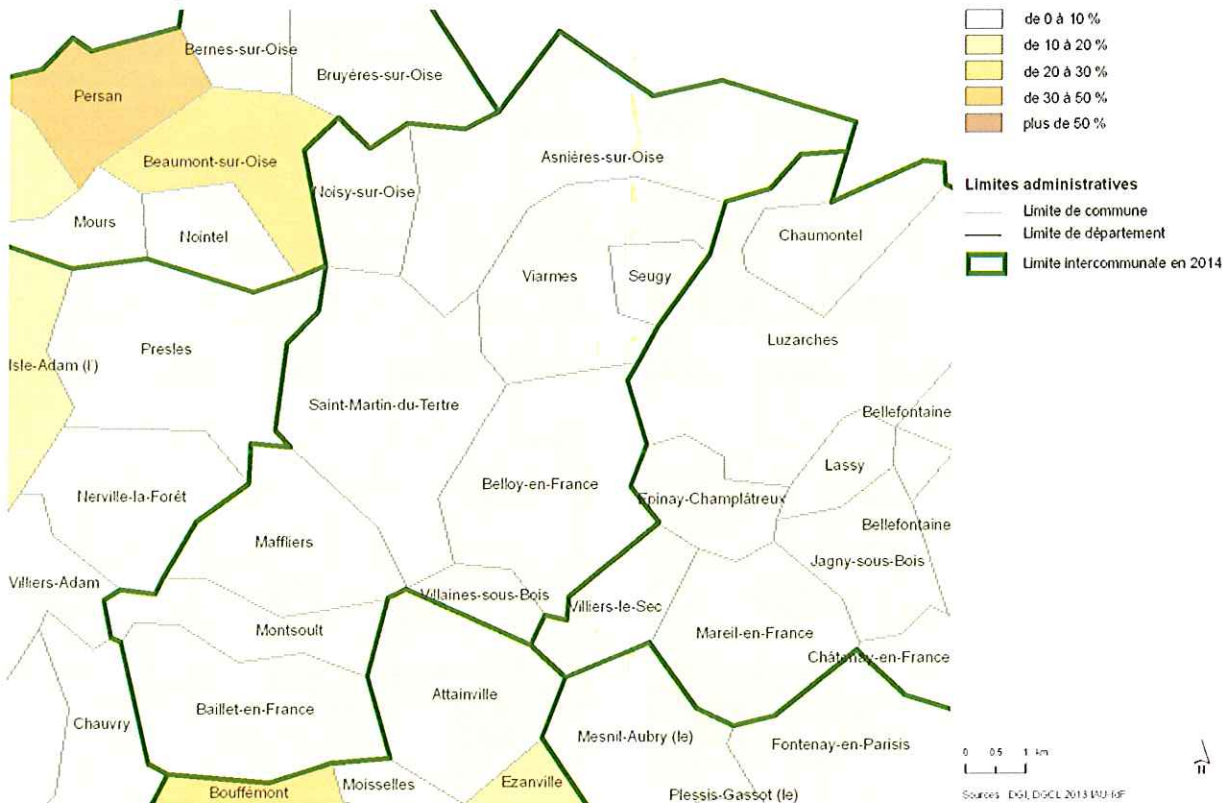 de 0 à 10 %
de 10 à 20 %
de 20 à 30 %
de 30 à 50 %
plus de 50 %
Limites administratives
Limite de commune
Limite de département
Limite intercommunale en 2014
Bernes-sur-Oise
Bruyères-sur-Oise
Persan
Beaumont-sur-Oise
Asnières-sur-Oise
Noisy-sur-Oise
Mours
Nointel
Chaumontel
Viarmes
Seugy
Luzarches
Presles
Isle-Adam (l')
Saint-Martin-du-Tertre
Bellefontaine
Lassy
Belloy-en-France
Epinay-Champlâtreux
Nerville-la-Forêt
Bellefontaine
Maffliers
Jagny-sous-Bois
Villiers-Adam
Villaines-sous-Bois
Villiers-le-Sec
Montsoult
Mareil-en-France
Châtenay-en-France
Attainville
Baillet-en-France
Chauvry
Mesnil-Aubry (le)
Fontenay-en-Parisis
Moisselles
Ezanville
Bouffémont
Plessis-Gassot (le)
0 0.5 1 km
N
Sources : DGI, DGCL 2013 IAU-IdF